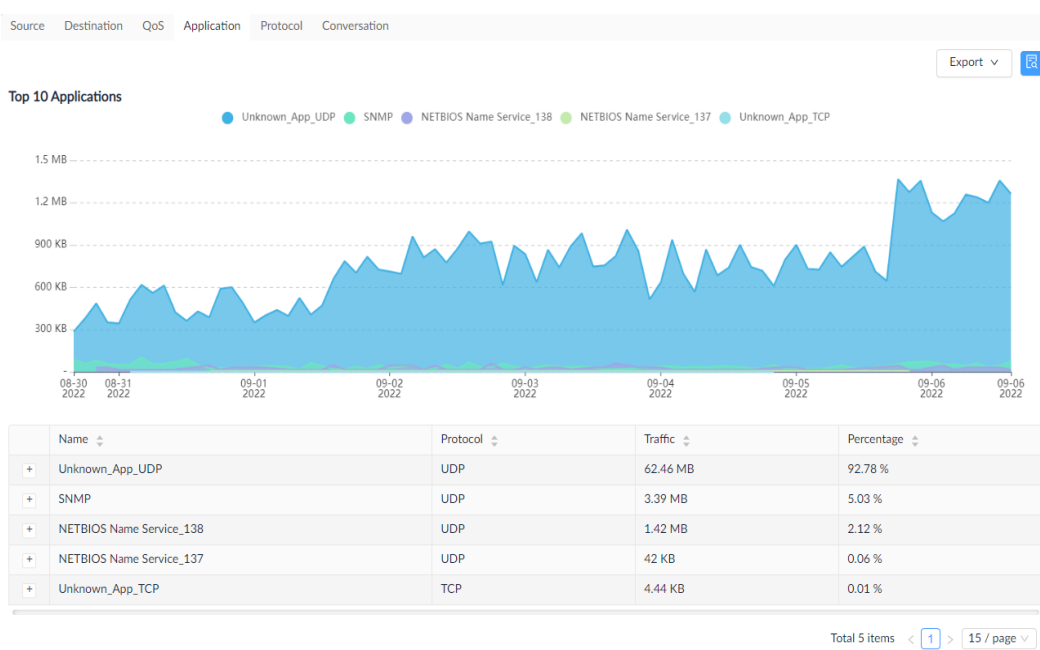 Source Destination QoS Application Protocol Conversation
Export
Top 10 Applications
Unknown_App_UDP SNMP NETBIOS Name Service_138 NETBIOS Name Service_137 Unknown_App_TCP
1.5 MB
1.2 MB
900 KB
600 KB
300 KB
-
08-30 08-31 09-01 09-02 09-03 09-04 09-05 09-06 09-06
2022 2022 2022 2022 2022 2022 2022 2022 2022
Name Protocol Traffic Percentage
+ Unknown_App_UDP UDP 62.46 MB 92.78 %
+ SNMP UDP 3.39 MB 5.03 %
+ NETBIOS Name Service_138 UDP 1.42 MB 2.12 %
+ NETBIOS Name Service_137 UDP 42 KB 0.06 %
+ Unknown_App_TCP TCP 4.44 KB 0.01 %
Total 5 items < 1 > 15 / page